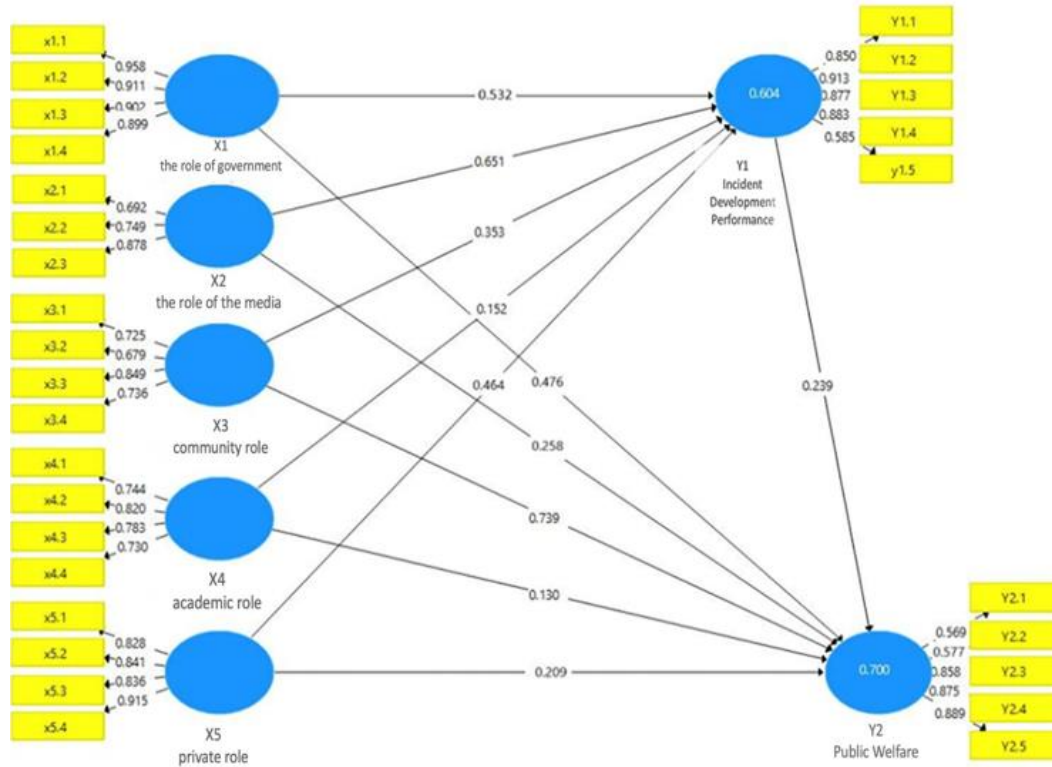 x1.1
x1.2
x1.3
x1.4
0.958
0.911
0.902
0.899
X1
the role of government
x2.1
x2.2
x2.3
0.692
0.749
0.878
X2
the role of the media
x3.1
x3.2
x3.3
x3.4
0.725
0.679
0.849
0.736
X3
community role
x4.1
x4.2
x4.3
x4.4
0.744
0.820
0.783
0.730
X4
academic role
x5.1
x5.2
x5.3
x5.4
0.828
0.841
0.836
0.915
X5
private role
0.532
0.651
0.353
0.152
0.464
0.476
0.258
0.739
0.130
0.209
0.239
0.604
Y1
Incident
Development
Performance
0.850
0.913
0.877
0.883
0.585
Y1.1
Y1.2
Y1.3
Y1.4
y1.5
0.700
Y2
Public Welfare
0.569
0.577
0.858
0.875
0.889
Y2.1
Y2.2
Y2.3
Y2.4
Y2.5